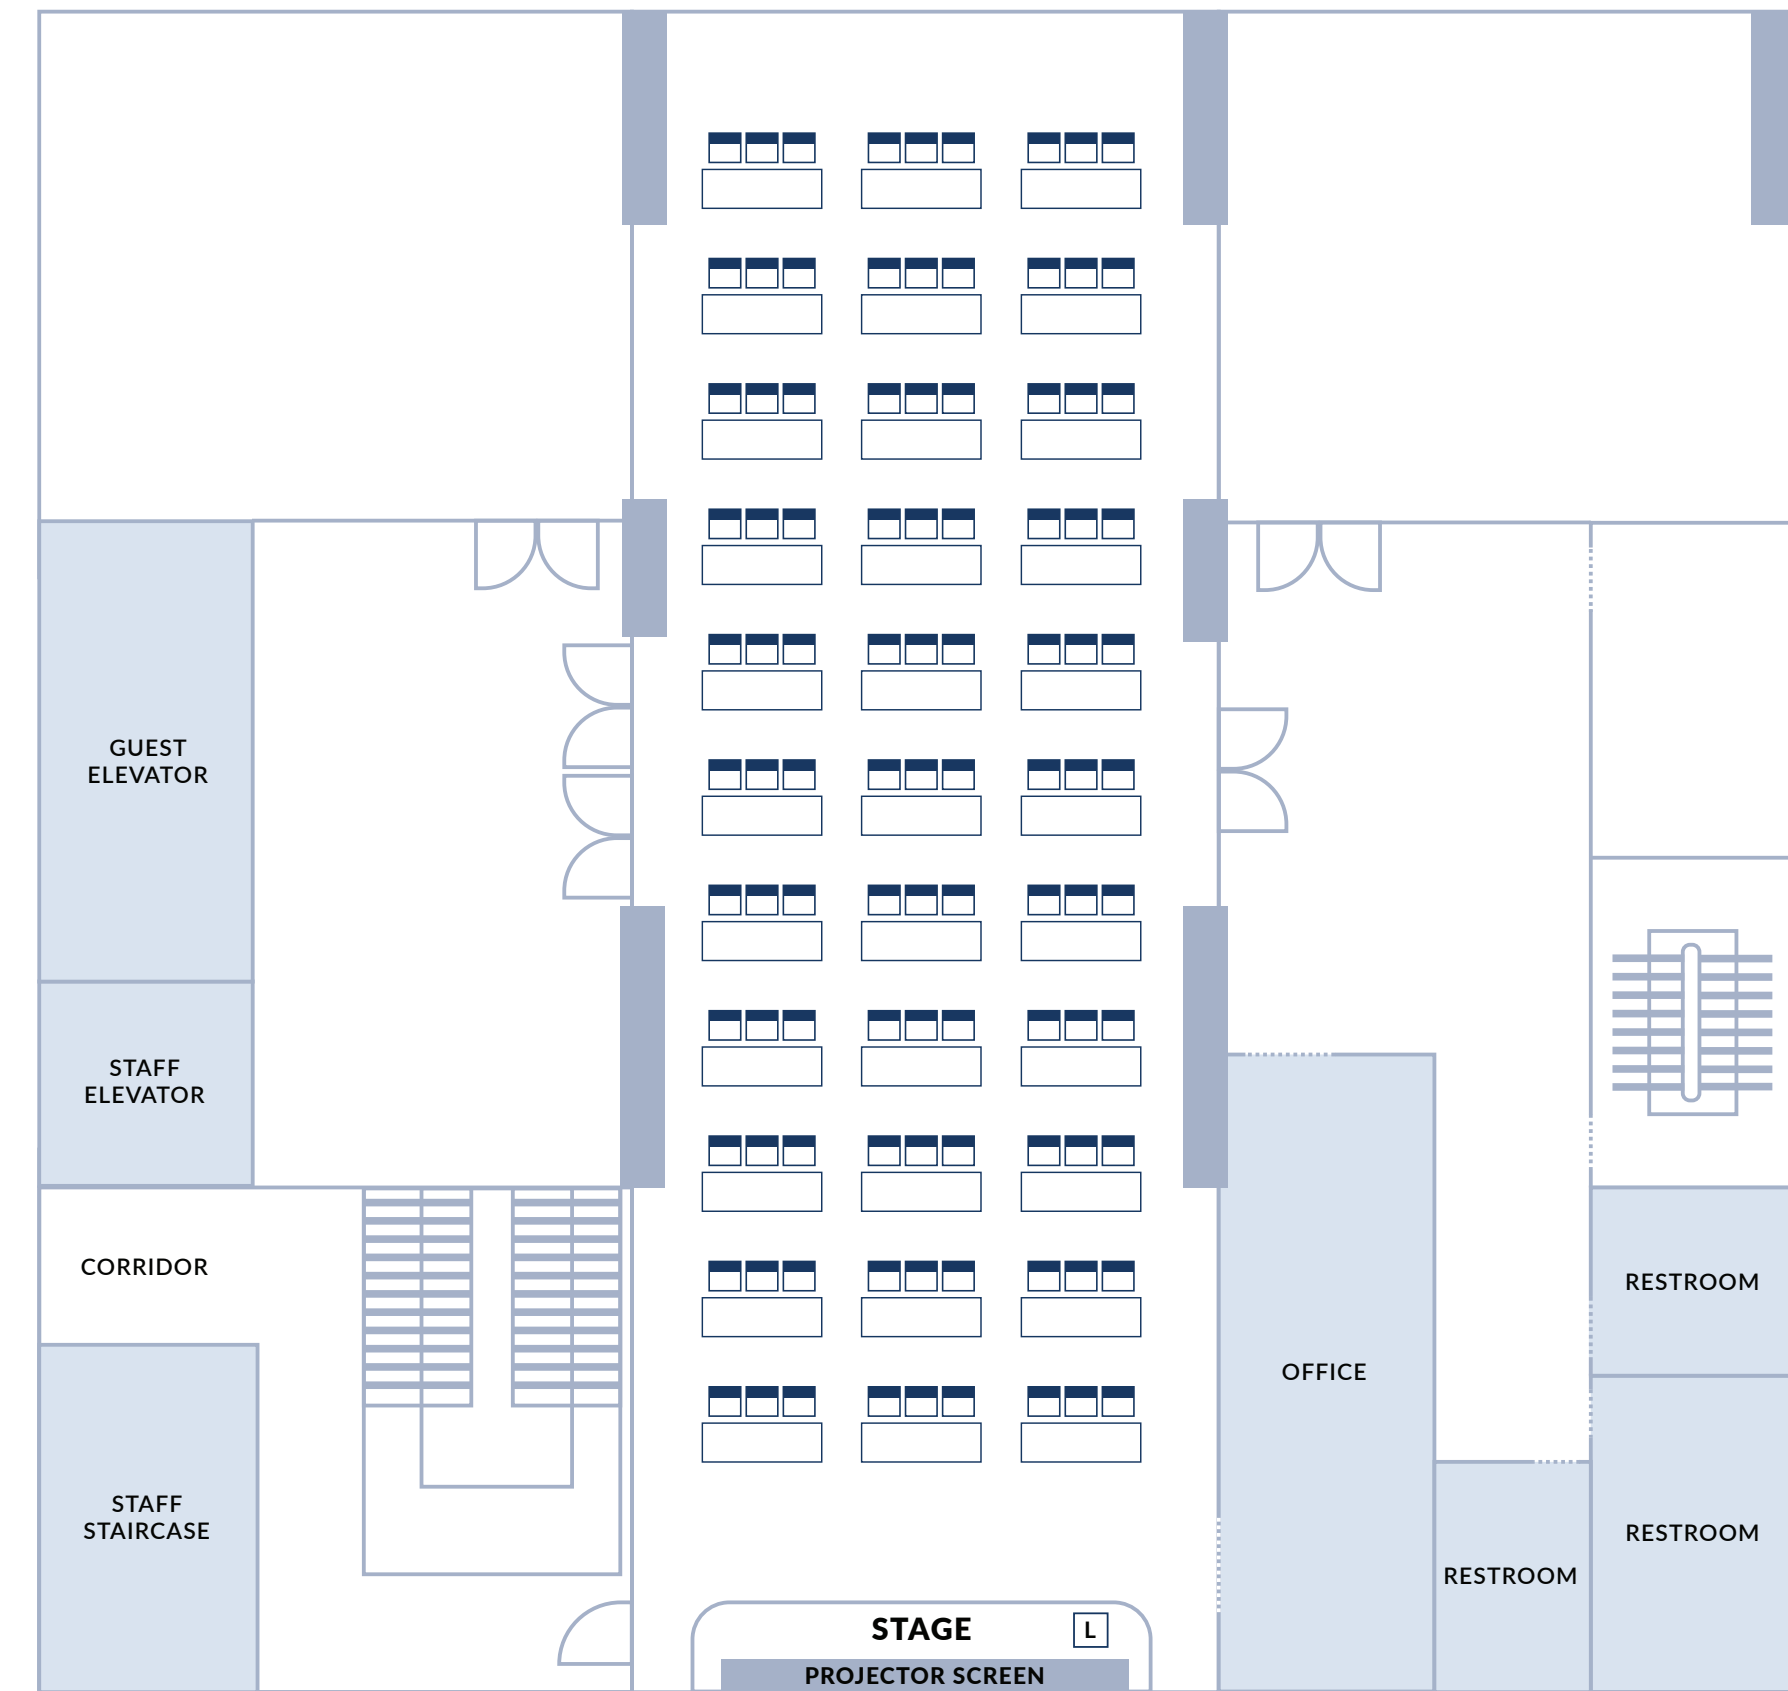 GUEST
ELEVATOR
STAFF
ELEVATOR
CORRIDOR
RESTROOM
OFFICE
STAFF
STAIRCASE
RESTROOM
RESTROOM
STAGE
L
PROJECTOR SCREEN